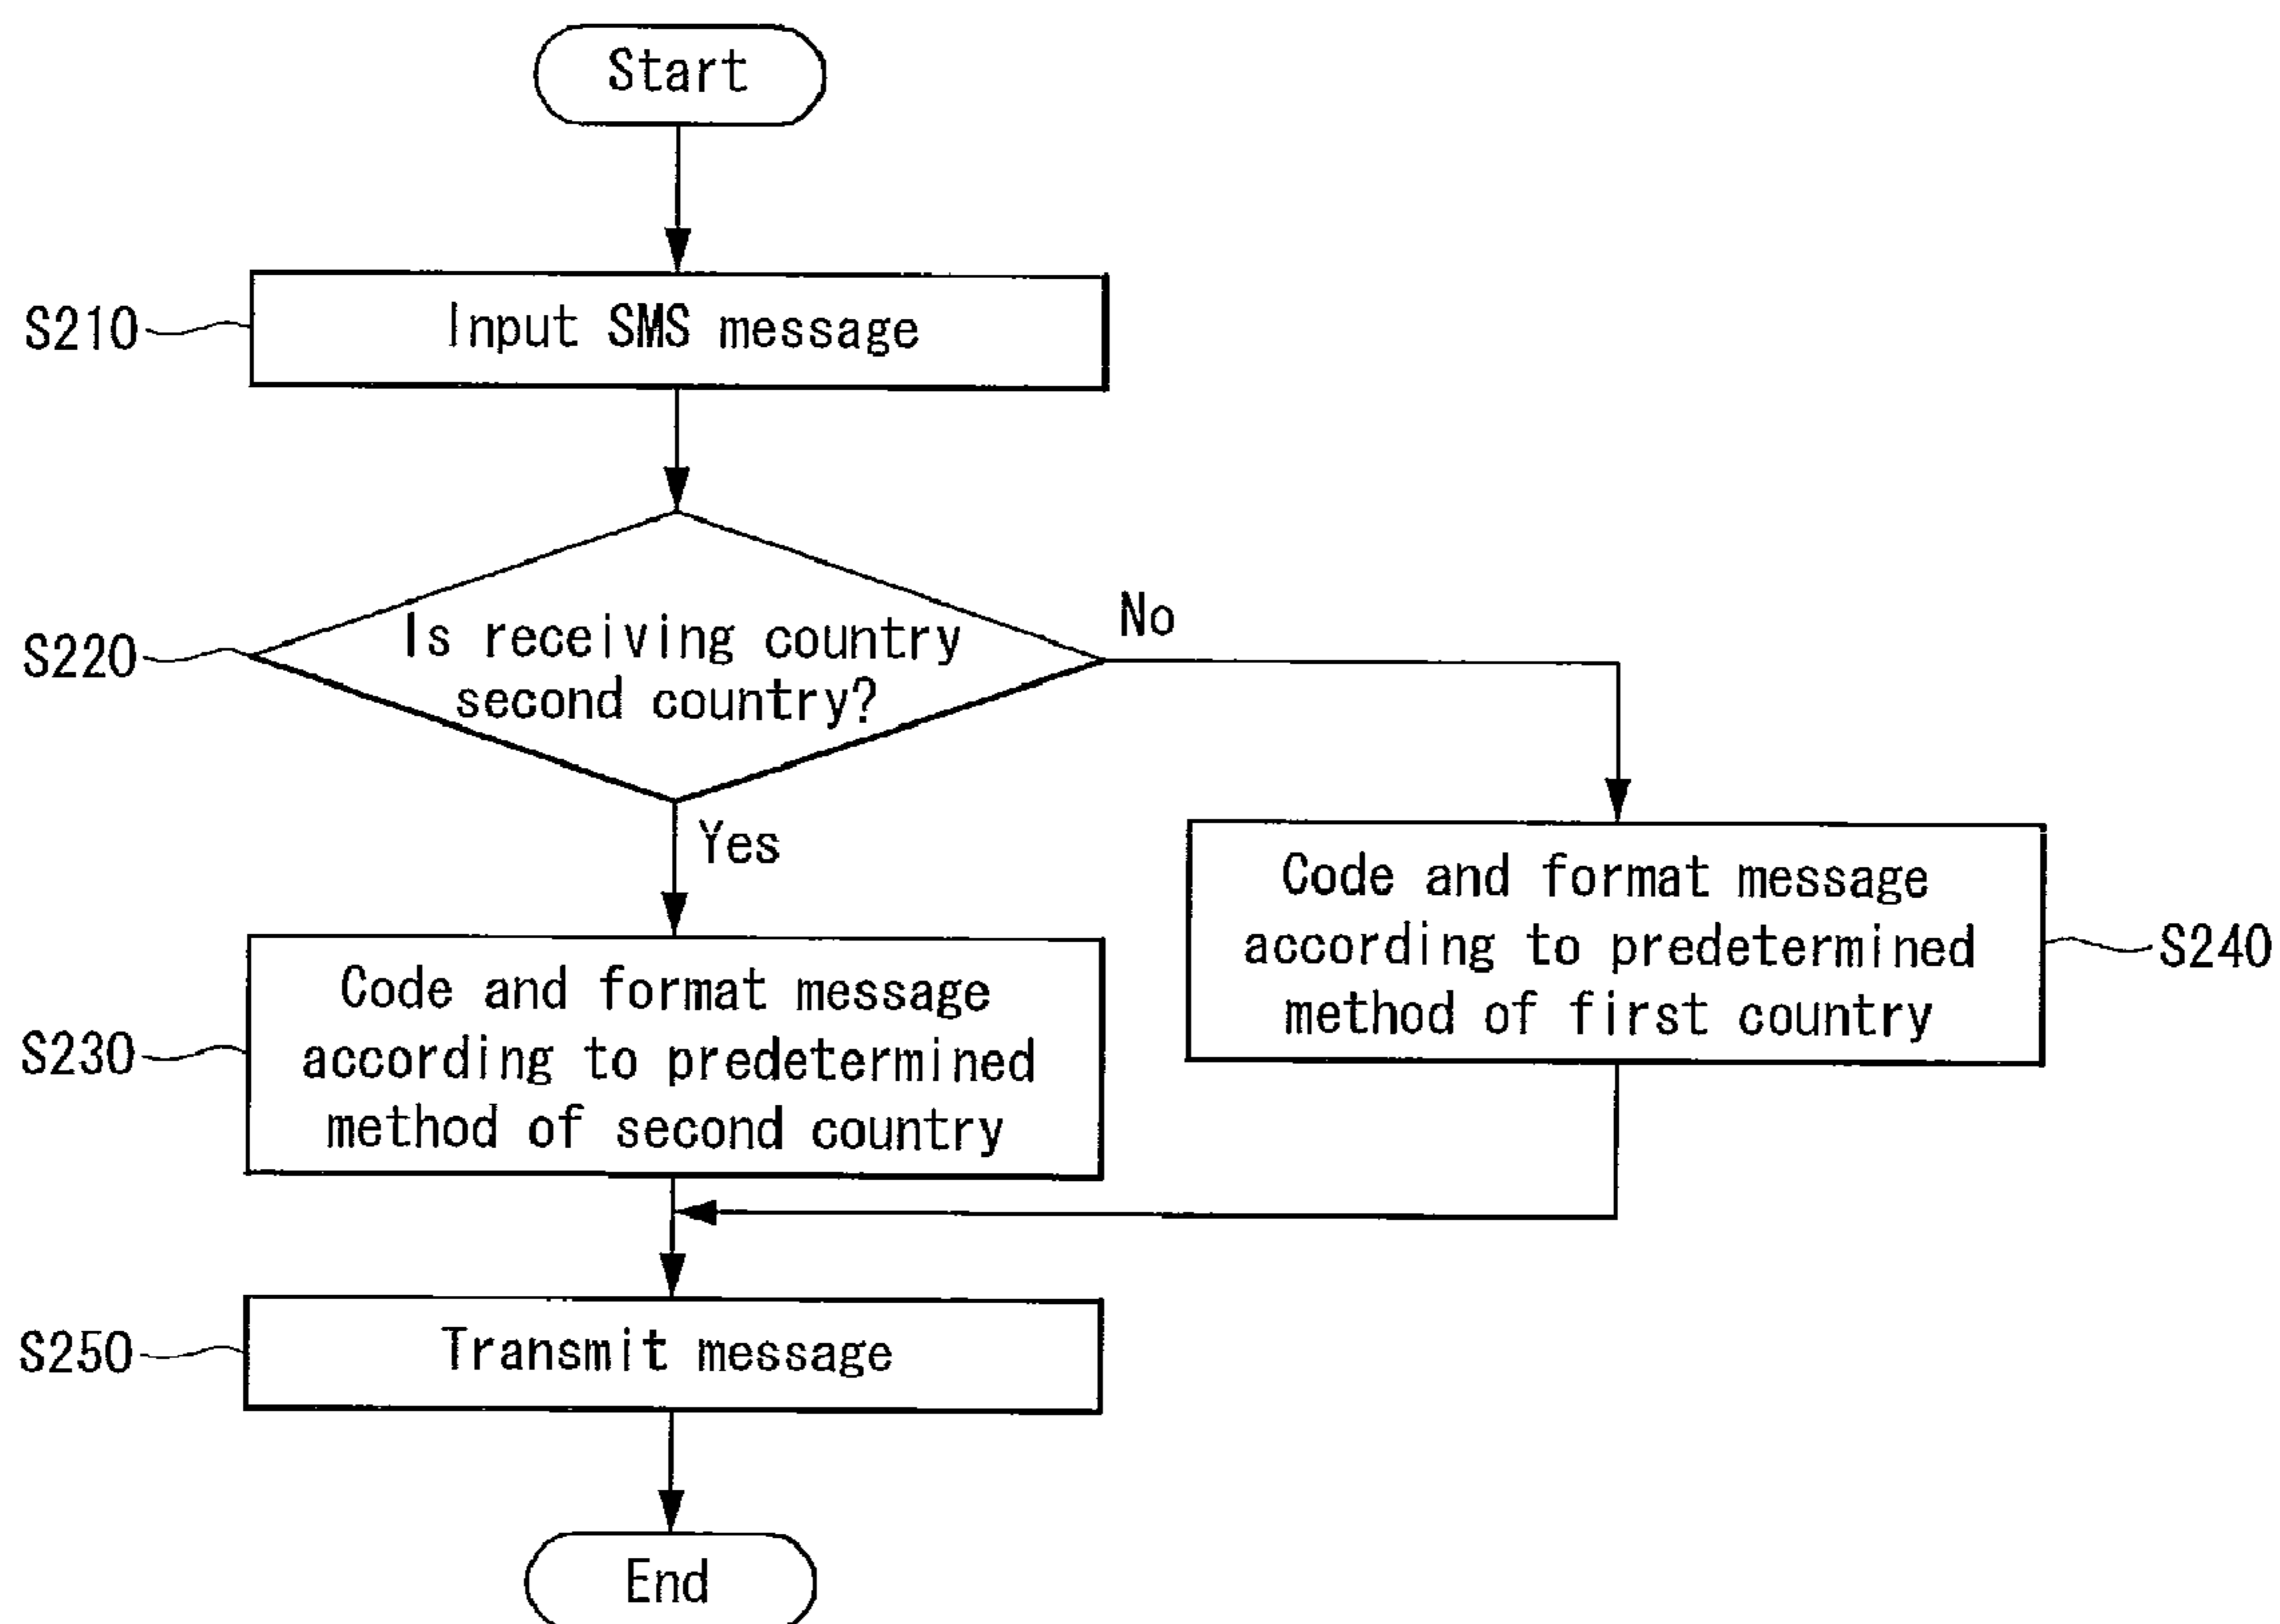 Start
S210
Input SMS message
S220
Is receiving country
second country?
No
Yes
Code and format message
according to predetermined
method of first country
S240
S230
Code and format message
according to predetermined
method of second country
S250
Transmit message
End